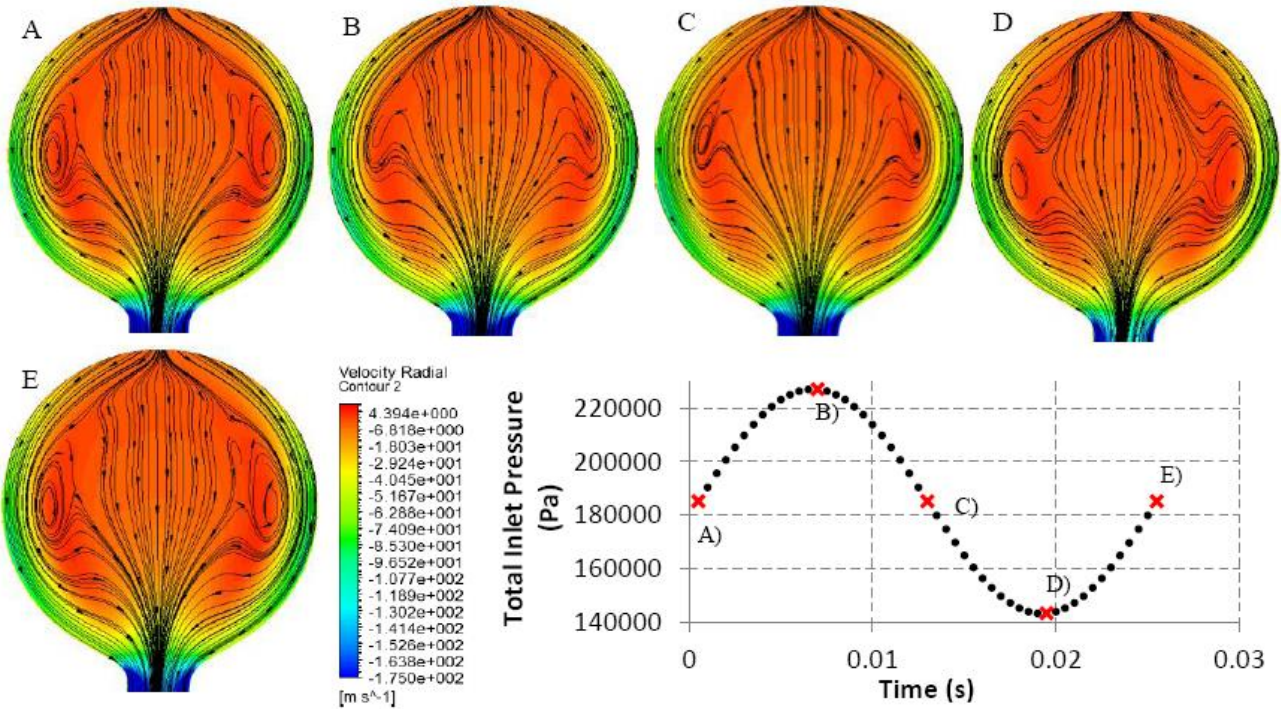 A
B
C
D
E
Velocity Radial
Contour 2
4.394e+000
-6.818e+000
-1.803e+001
-2.924e+001
-4.045e+001
-5.167e+001
-6.288e+001
-7.409e+001
-8.530e+001
-9.652e+001
-1.077e+002
-1.189e+002
-1.302e+002
-1.414e+002
-1.526e+002
-1.638e+002
-1.750e+002
[m s^-1]
Total Inlet Pressure
(Pa)
220000
200000
180000
160000
140000
A)
B)
C)
D)
E)
0
0.01
0.02
0.03
Time (s)